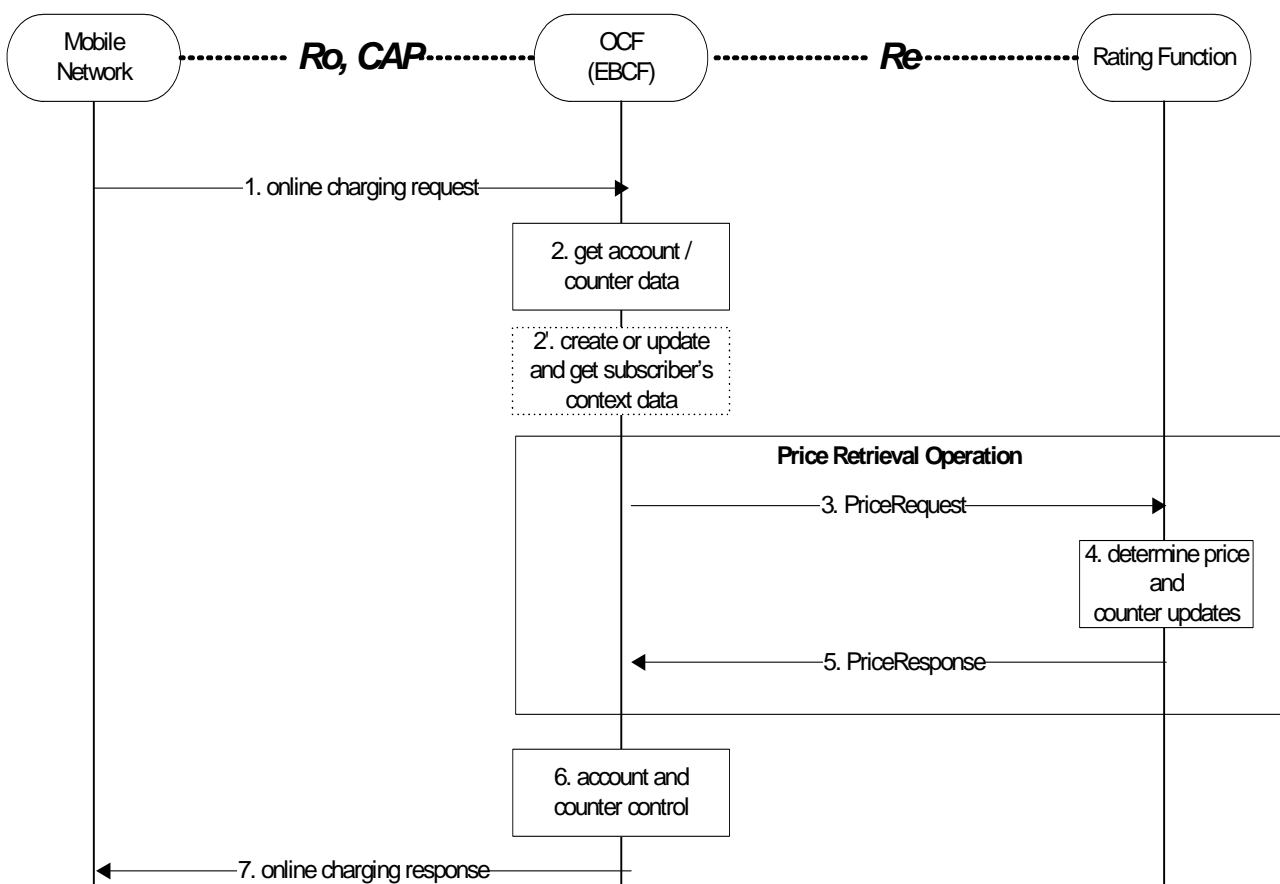 Mobile
Network
Ro, CAP
OCF
(EBCF)
Re
Rating Function
1. online charging request
2. get account /
counter data
2'. create or update
and get subscriber's
context data
Price Retrieval Operation
3. PriceRequest
4. determine price
and
counter updates
5. PriceResponse
6. account and
counter control
7. online charging response